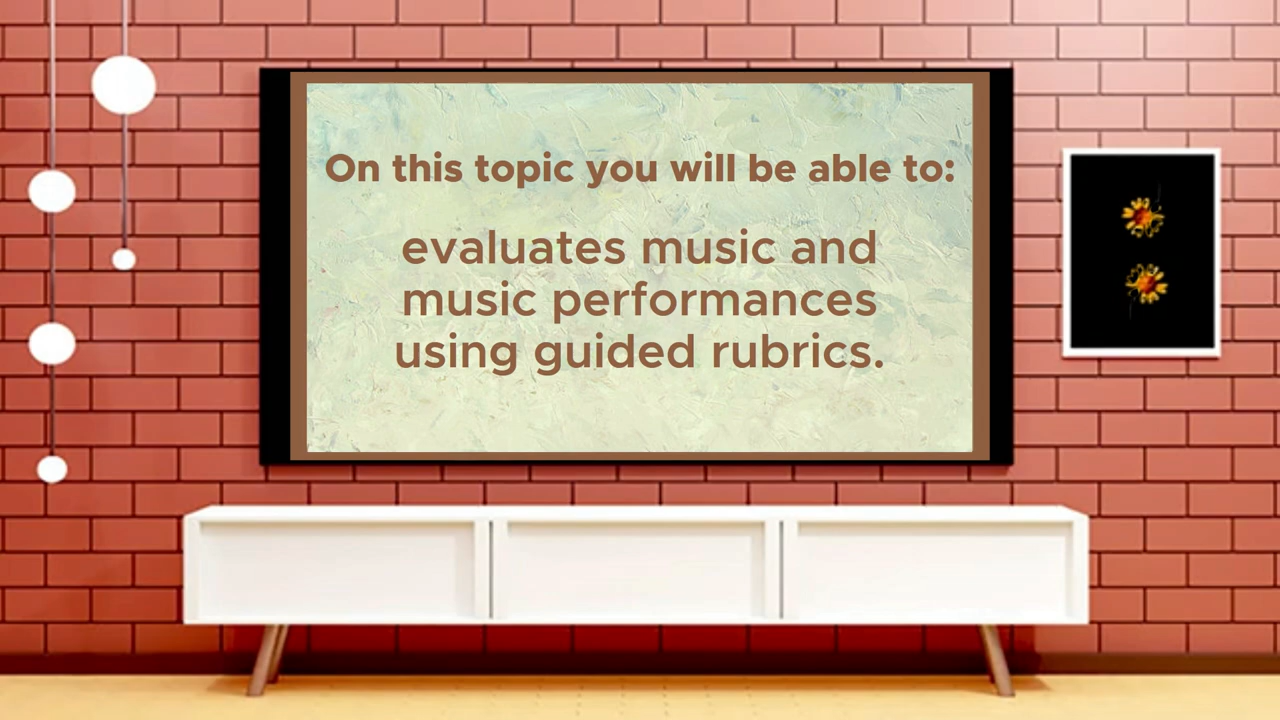 On this topic you will be able to:
evaluates music and
music performances
using guided rubrics.